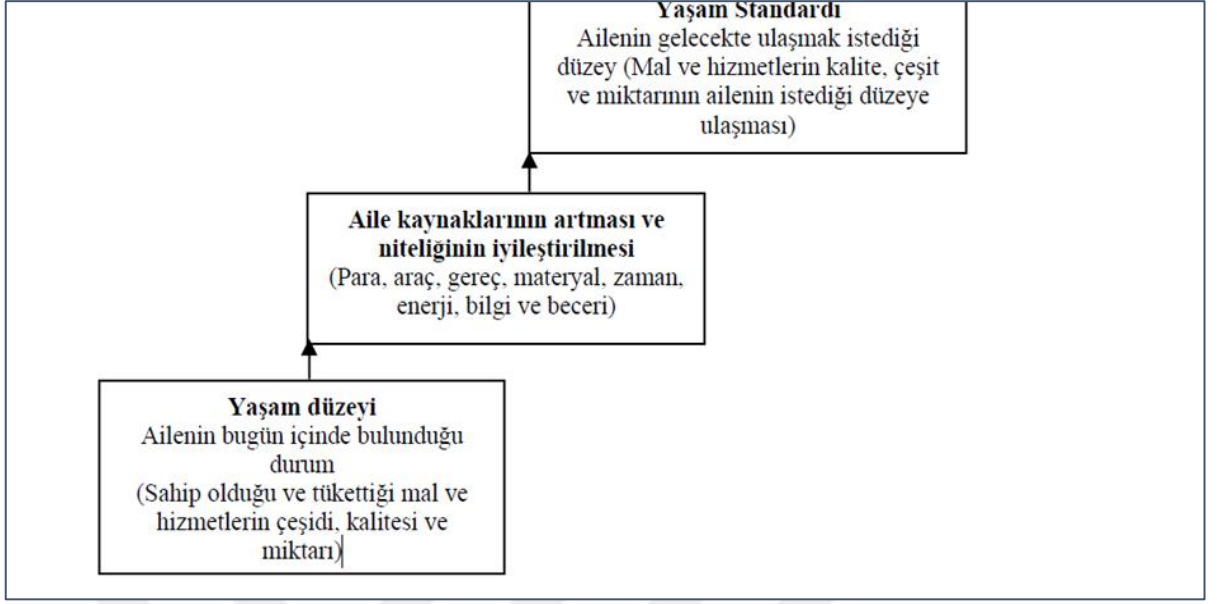 Yaşam Standardı
Ailenin gelecekte ulaşmak istediği
düzey (Mal ve hizmetlerin kalite, çeşit
ve miktarının ailenin istediği düzeye
ulaşması)
Aile kaynaklarının artması ve
niteliğinin iyileştirilmesi
(Para, araç, gereç, materyal, zaman,
enerji, bilgi ve beceri)
Yaşam düzeyi
Ailenin bugün içinde bulunduğu
durum
(Sahip olduğu ve tükettiği mal ve
hizmetlerin çeşidi, kalitesi ve
miktarı)